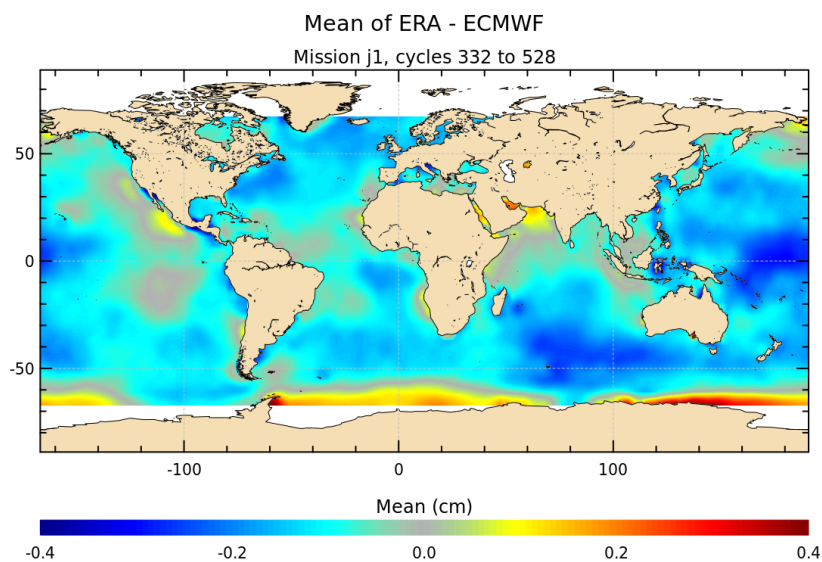 Mean of ERA - ECMWF
Mission j1, cycles 332 to 528
50
0
-50
-100 0 100
Mean (cm)
-0.4 -0.2 0.0 0.2 0.4